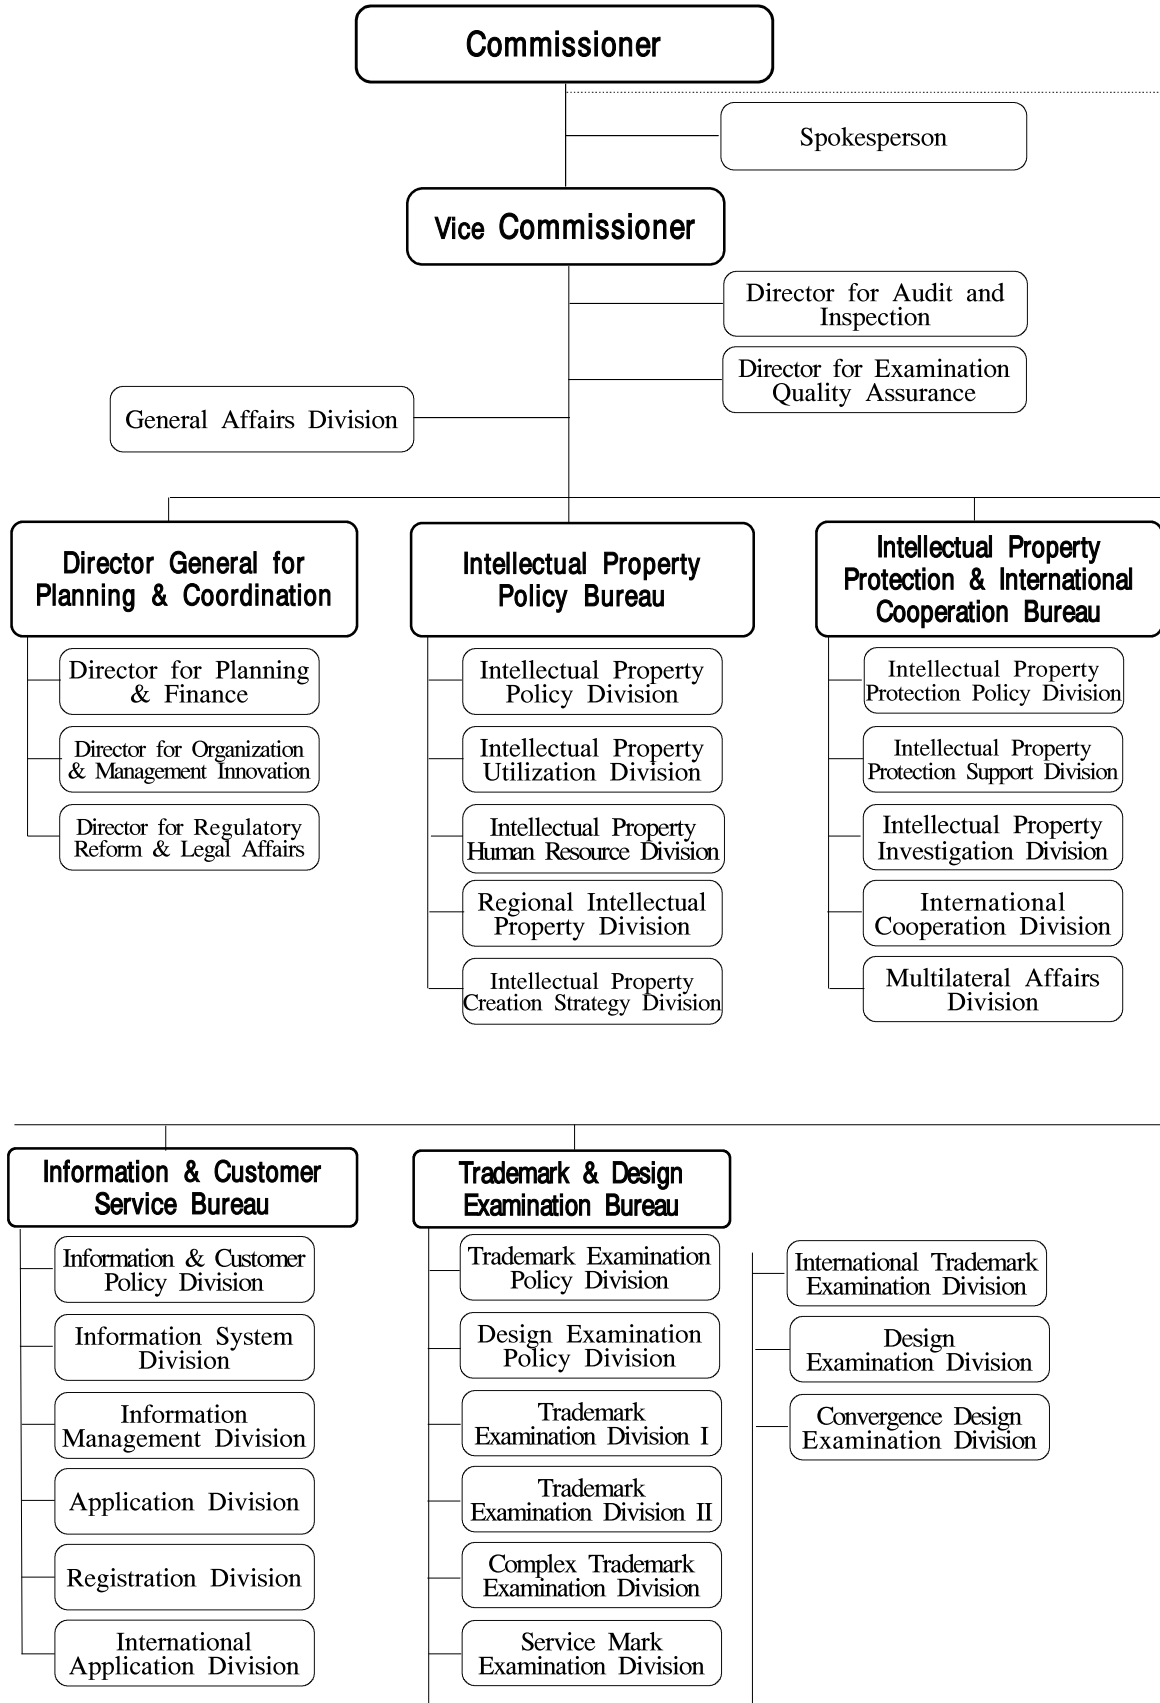 Commissioner
Spokesperson
Vice Commissioner
Director for Audit and
Inspection
Director for Examination
Quality Assurance
General Affairs Division
Director General for
Planning & Coordination
Director for Planning
& Finance
Director for Organization
& Management Innovation
Director for Regulatory
Reform & Legal Affairs
Intellectual Property
Policy Bureau
Intellectual Property
Policy Division
Intellectual Property
Utilization Division
Intellectual Property
Human Resource Division
Regional Intellectual
Property Division
Intellectual Property
Creation Strategy Division
Intellectual Property
Protection & International
Cooperation Bureau
Intellectual Property
Protection Policy Division
Intellectual Property
Protection Support Division
Intellectual Property
Investigation Division
International
Cooperation Division
Multilateral Affairs
Division
Information & Customer
Service Bureau
Information & Customer
Policy Division
Information System
Division
Information
Management Division
Application Division
Registration Division
International
Application Division
Trademark & Design
Examination Bureau
Trademark Examination
Policy Division
Design Examination
Policy Division
Trademark
Examination Division I
Trademark
Examination Division II
Complex Trademark
Examination Division
Service Mark
Examination Division
International Trademark
Examination Division
Design
Examination Division
Convergence Design
Examination Division